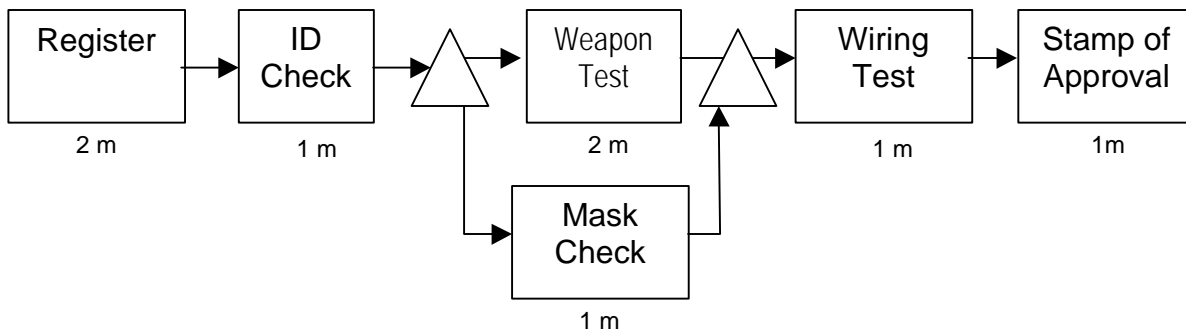 Register
2 m
ID
Check
1 m
Weapon
Test
2 m
Mask
Check
1 m
Wiring
Test
1 m
Stamp of
Approval
1m